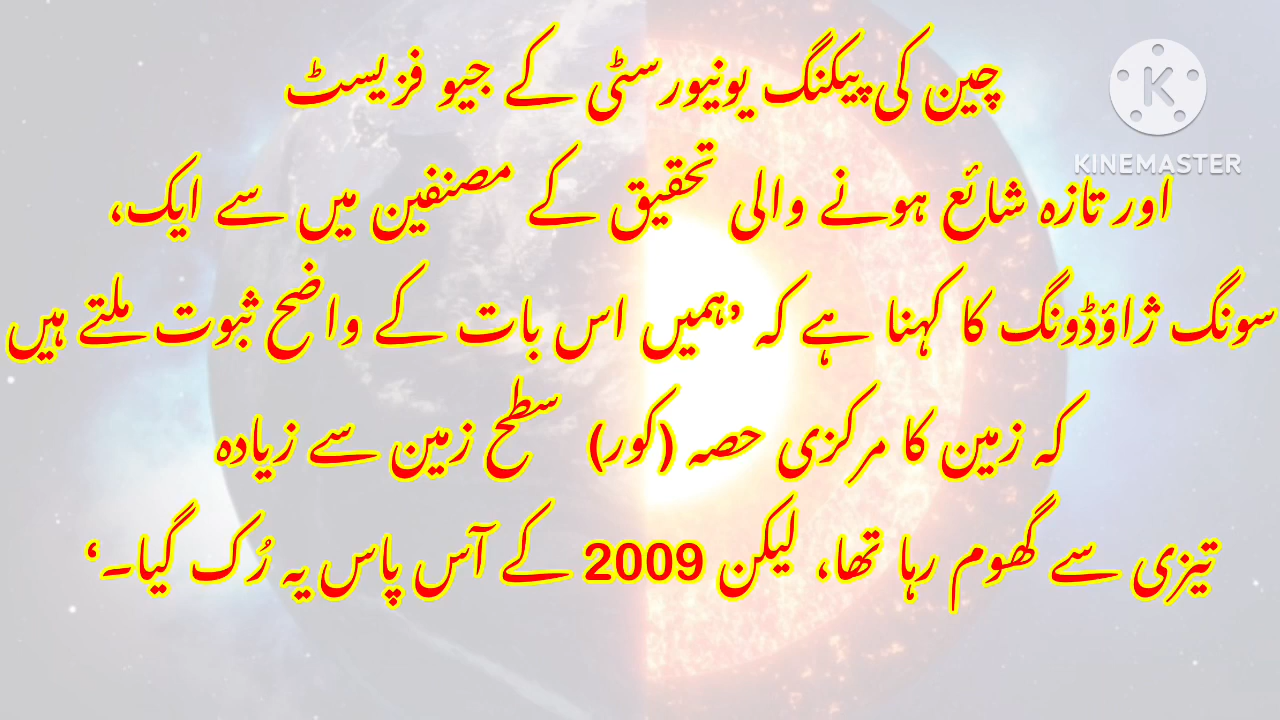 چین کی پیکنگ یونیورسٹی کے جیو فزیسٹ
KINEMASTER
اور تازہ شائع ہونے والی تحقیق کے مصنفین میں سے ایک،
سونگ ژاؤڈونگ کا کہنا ہے کہ ’ہمیں اس بات کے واضح ثبوت ملتے ہیں
کہ زمین کا مرکزی حصہ (کور) سطح زمین سے زیادہ
تیزی سے گھوم رہا تھا، لیکن 2009 کے آس پاس یہ رُک گیا۔‘